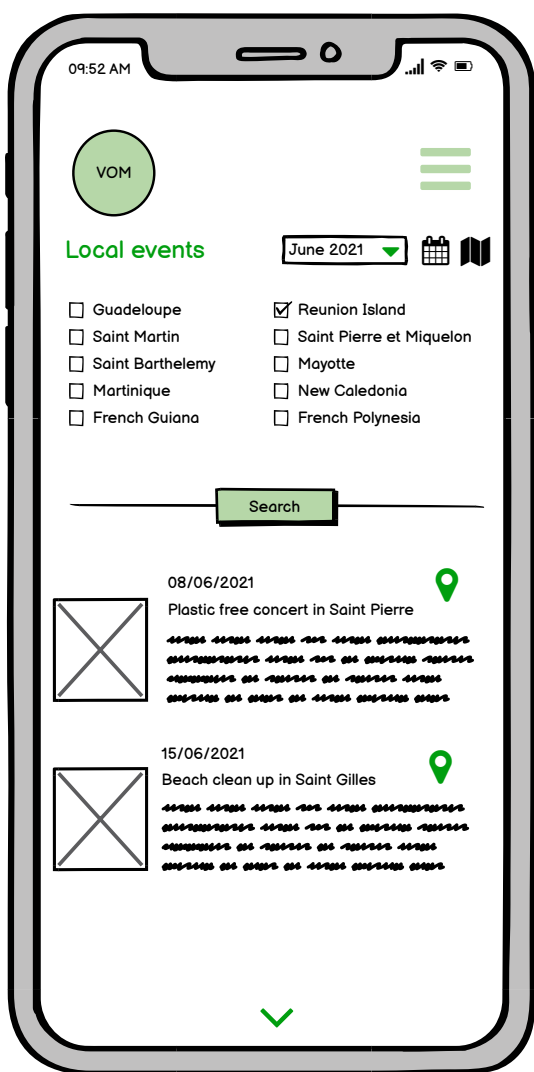 09:52 AM
VOM
Local events
June 2021
Guadeloupe
Reunion Island
Saint Martin
Saint Pierre et Miquelon
Saint Barthelemy
Mayotte
Martinique
New Caledonia
French Guiana
French Polynesia
Search
08/06/2021
Plastic free concert in Saint Pierre
15/06/2021
Beach clean up in Saint Gilles